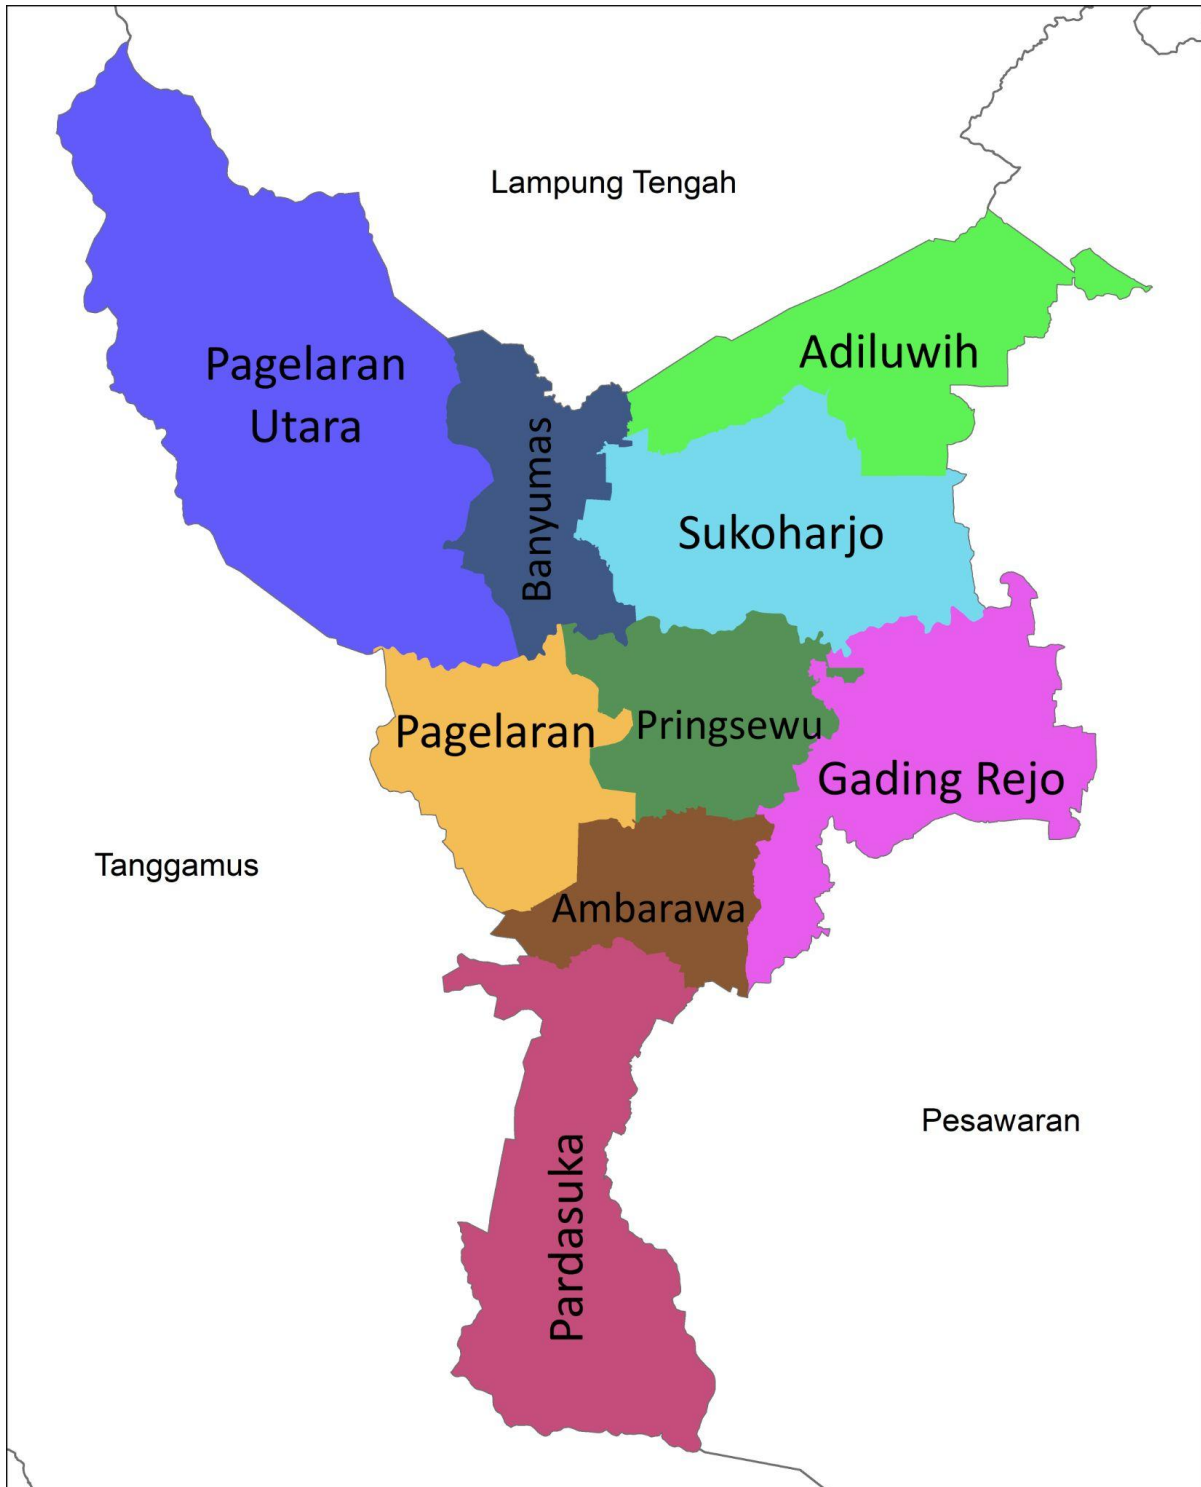 Lampung Tengah
Adiluwih
Pagelaran
Utara
Banyumas
Sukoharjo
Pringsewu
Pagelaran
Gading Rejo
Tanggamus
Ambarawa
Pesawaran
Pardasuka